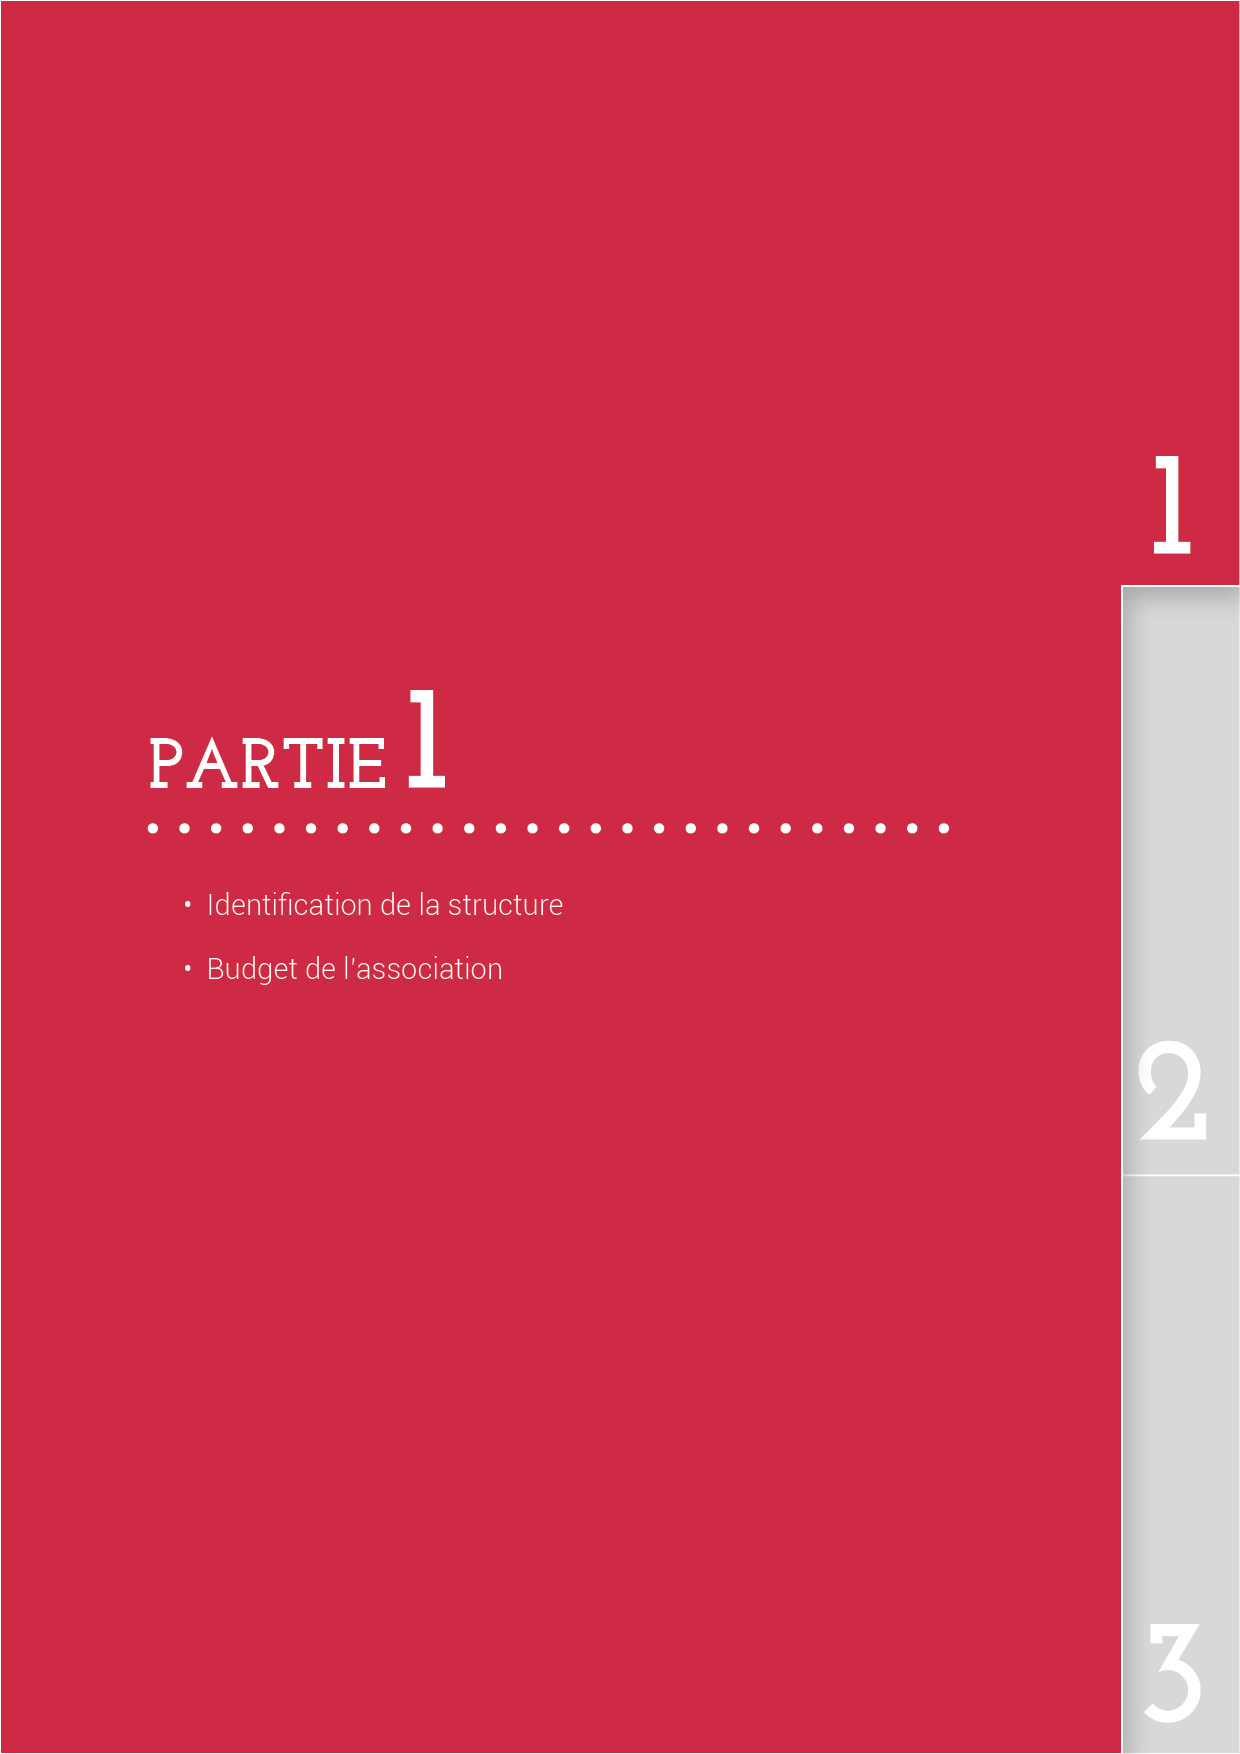 1
PARTIE 1
• Identification de la structure
• Budget de l'association
2
3